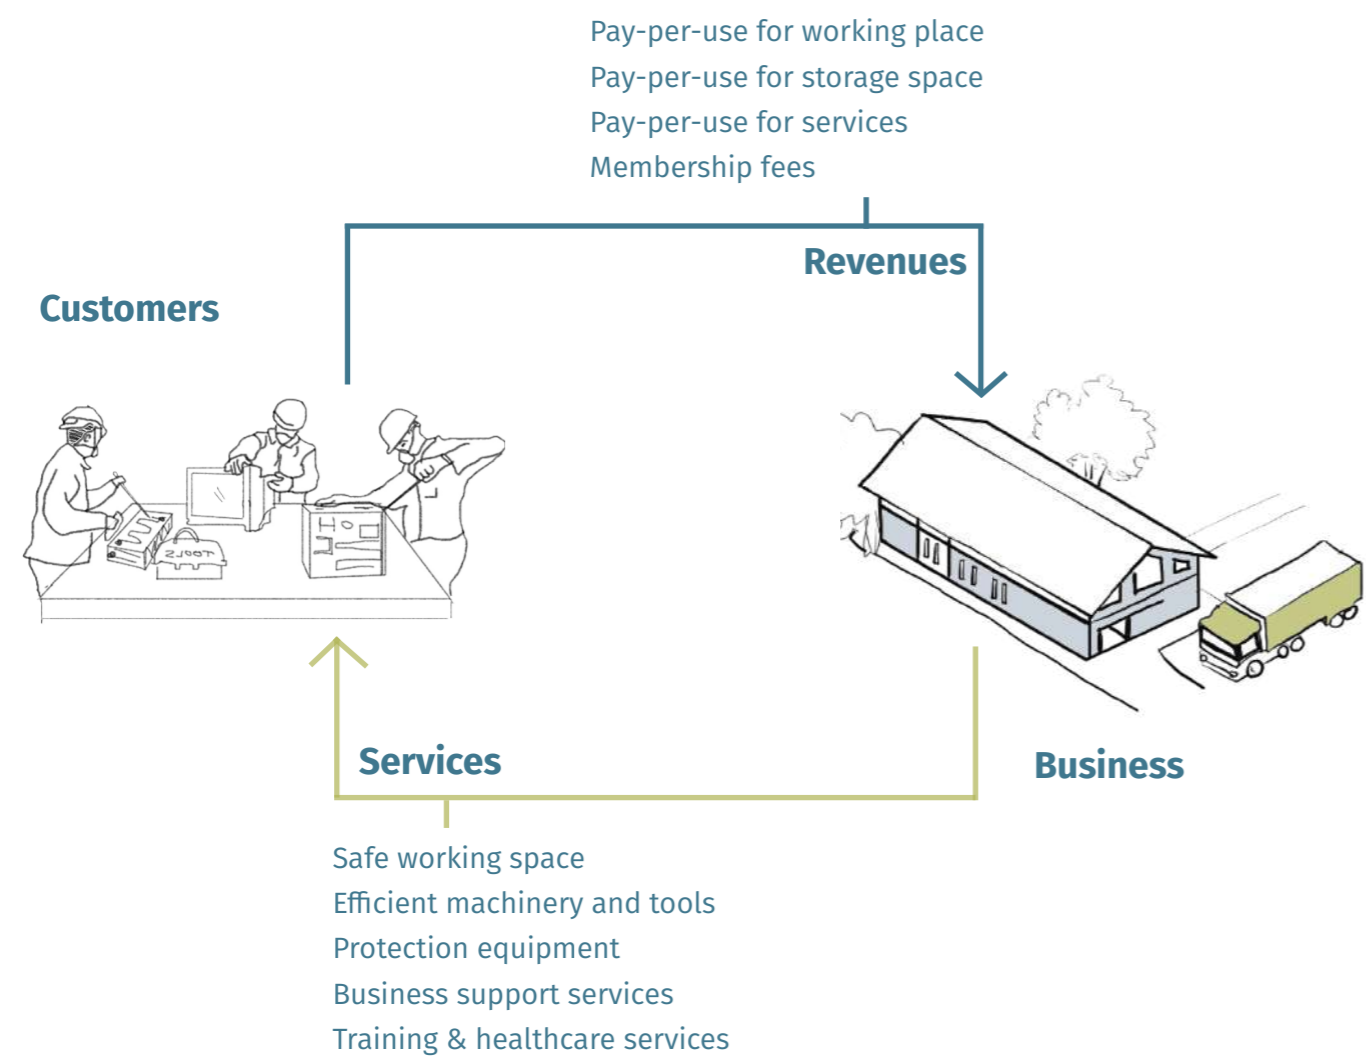 Pay-per-use for working place
Pay-per-use for storage space
Pay-per-use for services
Membership fees
Revenues
Customers
TOOLS
Services
Business
Safe working space
Efficient machinery and tools
Protection equipment
Business support services
Training & healthcare services